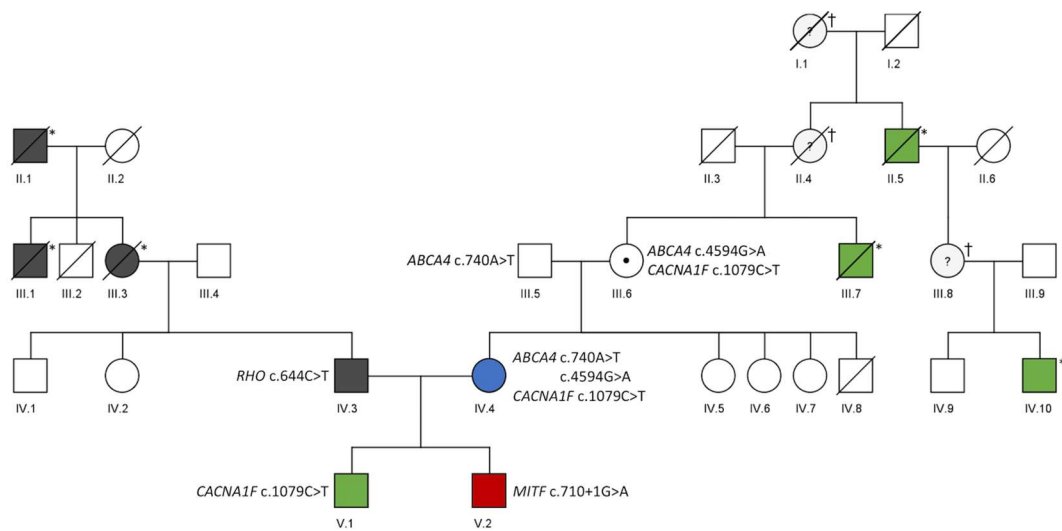 ? †
I.1 I.2
* ? † *
II.1 II.2 II.3 II.4 II.5 II.6
* * ABCA4 c.740A>T ABCA4 c.4594G>A * ? †
CACNA1F c.1079C>T
III.1 III.2 III.3 III.4 III.5 III.6 III.7 III.8 III.9
RHO c.644C>T ABCA4 c.740A>T *
c.4594G>A
CACNA1F c.1079C>T
IV.1 IV.2 IV.3 IV.4 IV.5 IV.6 IV.7 IV.8 IV.9 IV.10
CACNA1F c.1079C>T MITF c.710+1G>A
V.1 V.2